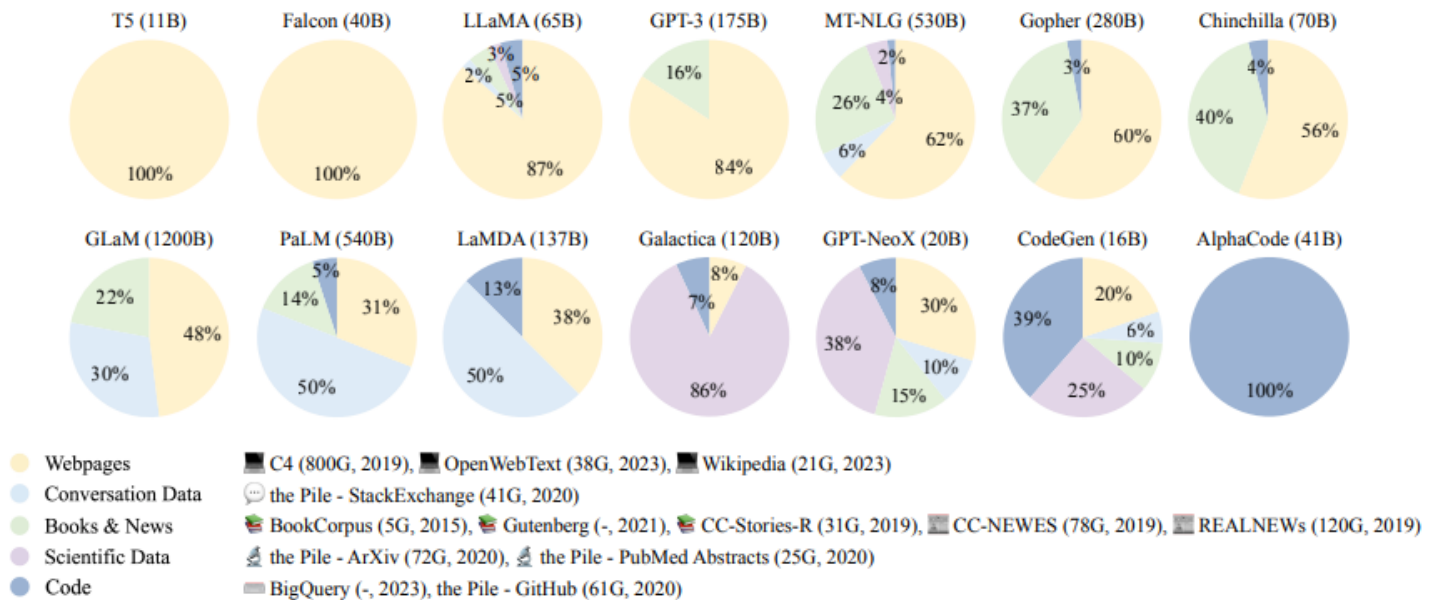 T5 (11B) Falcon (40B) LLaMA (65B) GPT-3 (175B) MT-NLG (530B) Gopher (280B) Chinchilla (70B)
100%
100%
3% 5% 2% 5% 87%
16% 84%
2% 4% 26% 6% 62%
3% 37% 60%
4% 40% 56%
GLaM (1200B) PaLM (540B) LaMDA (137B) Galactica (120B) GPT-NeoX (20B) CodeGen (16B) AlphaCode (41B)
22% 48% 30%
5% 14% 31% 50%
13% 38% 50%
8% 7% 86%
8% 30% 38% 10% 15%
20% 39% 6% 10% 25%
100%
Webpages C4 (800G, 2019), OpenWebText (38G, 2023), Wikipedia (21G, 2023)
Conversation Data the Pile - StackExchange (41G, 2020)
Books & News BookCorpus (5G, 2015), Gutenberg (-, 2021), CC-Stories-R (31G, 2019), CC-NEWES (78G, 2019), REALNEWs (120G, 2019)
Scientific Data the Pile - ArXiv (72G, 2020), the Pile - PubMed Abstracts (25G, 2020)
Code BigQuery (-, 2023), the Pile - GitHub (61G, 2020)